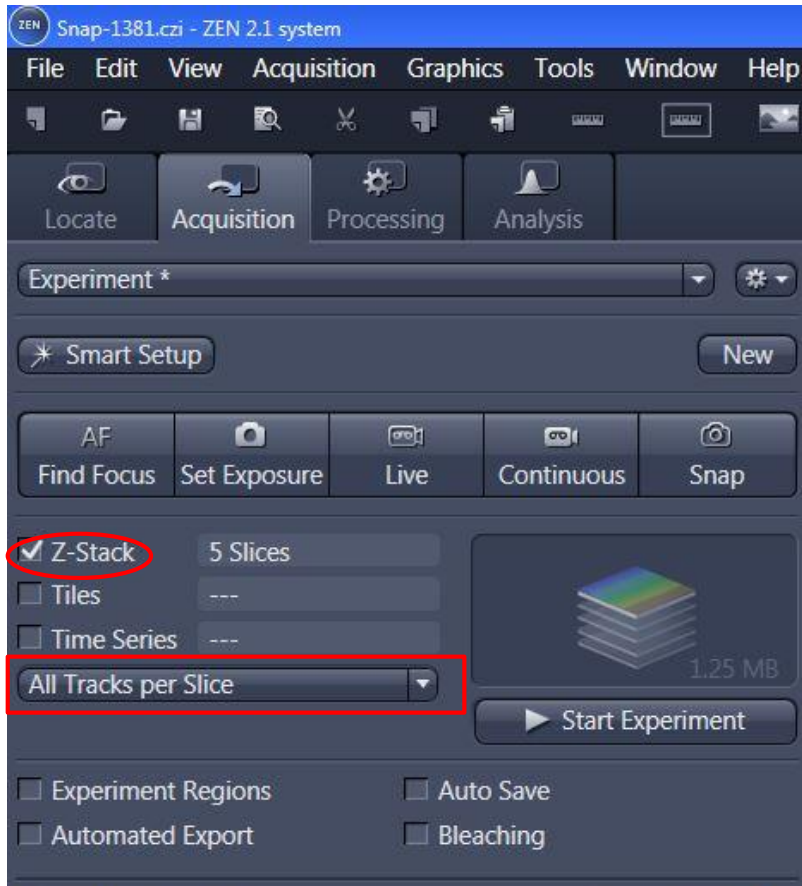 ZEN Snap-1381.czi - ZEN 2.1 system
File Edit View Acquisition Graphics Tools Window Help
Locate Acquisition Processing Analysis
Experiment *
Smart Setup New
AF
Find Focus Set Exposure Live Continuous Snap
Z-Stack 5 Slices
Tiles ---
Time Series ---
1.25 MB
All Tracks per Slice
Start Experiment
Experiment Regions Auto Save
Automated Export Bleaching